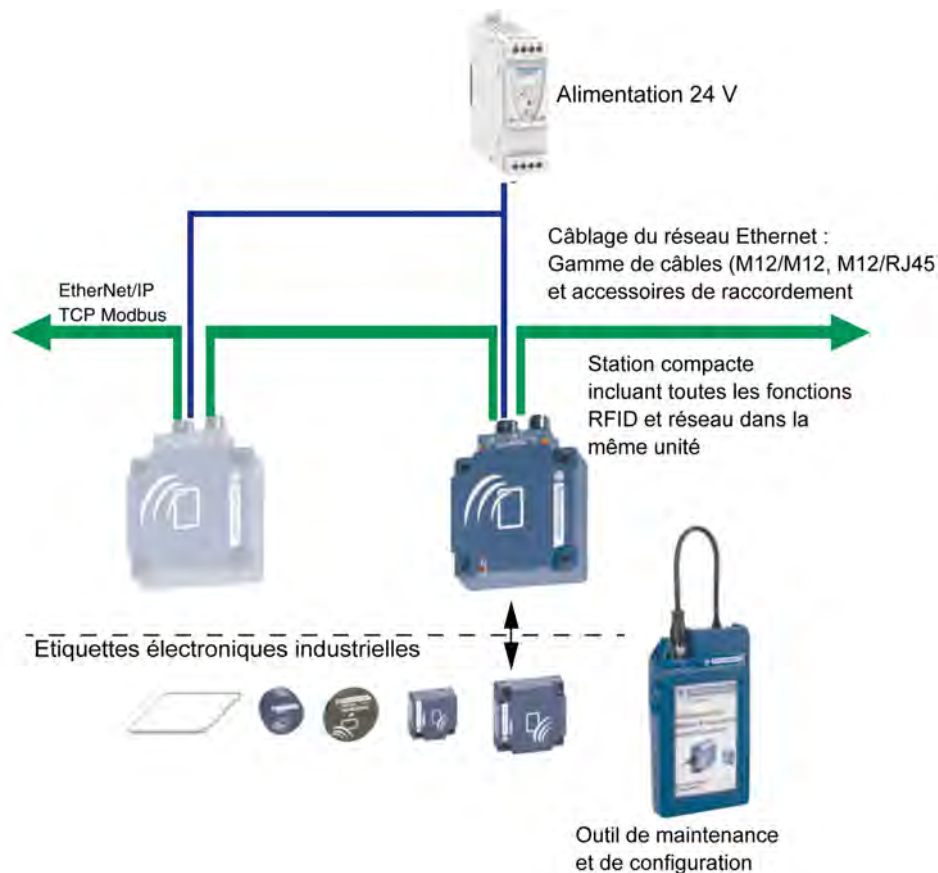 Alimentation 24 V
Câblage du réseau Ethernet :
Gamme de câbles (M12/M12, M12/RJ45
et accessoires de raccordement
EtherNet/IP
TCP Modbus
Station compacte
incluant toutes les fonctions
RFID et réseau dans la
même unité
Etiquettes électroniques industrielles
Outil de maintenance
et de configuration